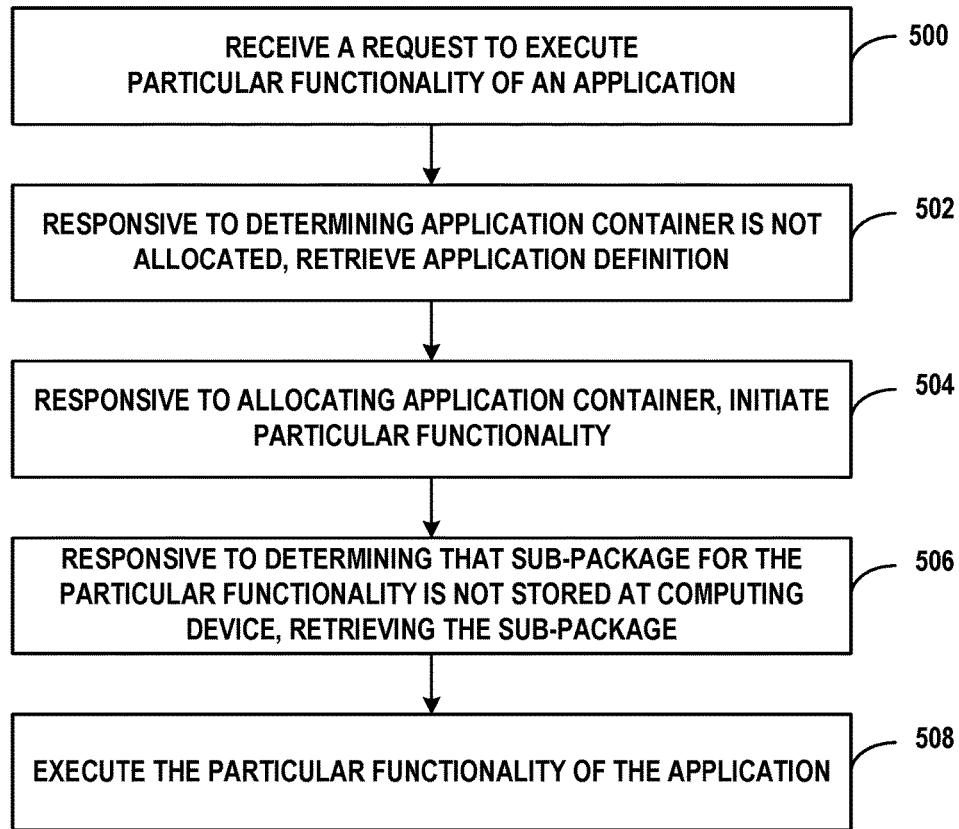 RECEIVE A REQUEST TO EXECUTE
PARTICULAR FUNCTIONALITY OF AN APPLICATION
500
RESPONSIVE TO DETERMINING APPLICATION CONTAINER IS NOT
ALLOCATED, RETRIEVE APPLICATION DEFINITION
502
RESPONSIVE TO ALLOCATING APPLICATION CONTAINER, INITIATE
PARTICULAR FUNCTIONALITY
504
RESPONSIVE TO DETERMINING THAT SUB-PACKAGE FOR THE
PARTICULAR FUNCTIONALITY IS NOT STORED AT COMPUTING
DEVICE, RETRIEVING THE SUB-PACKAGE
506
EXECUTE THE PARTICULAR FUNCTIONALITY OF THE APPLICATION
508